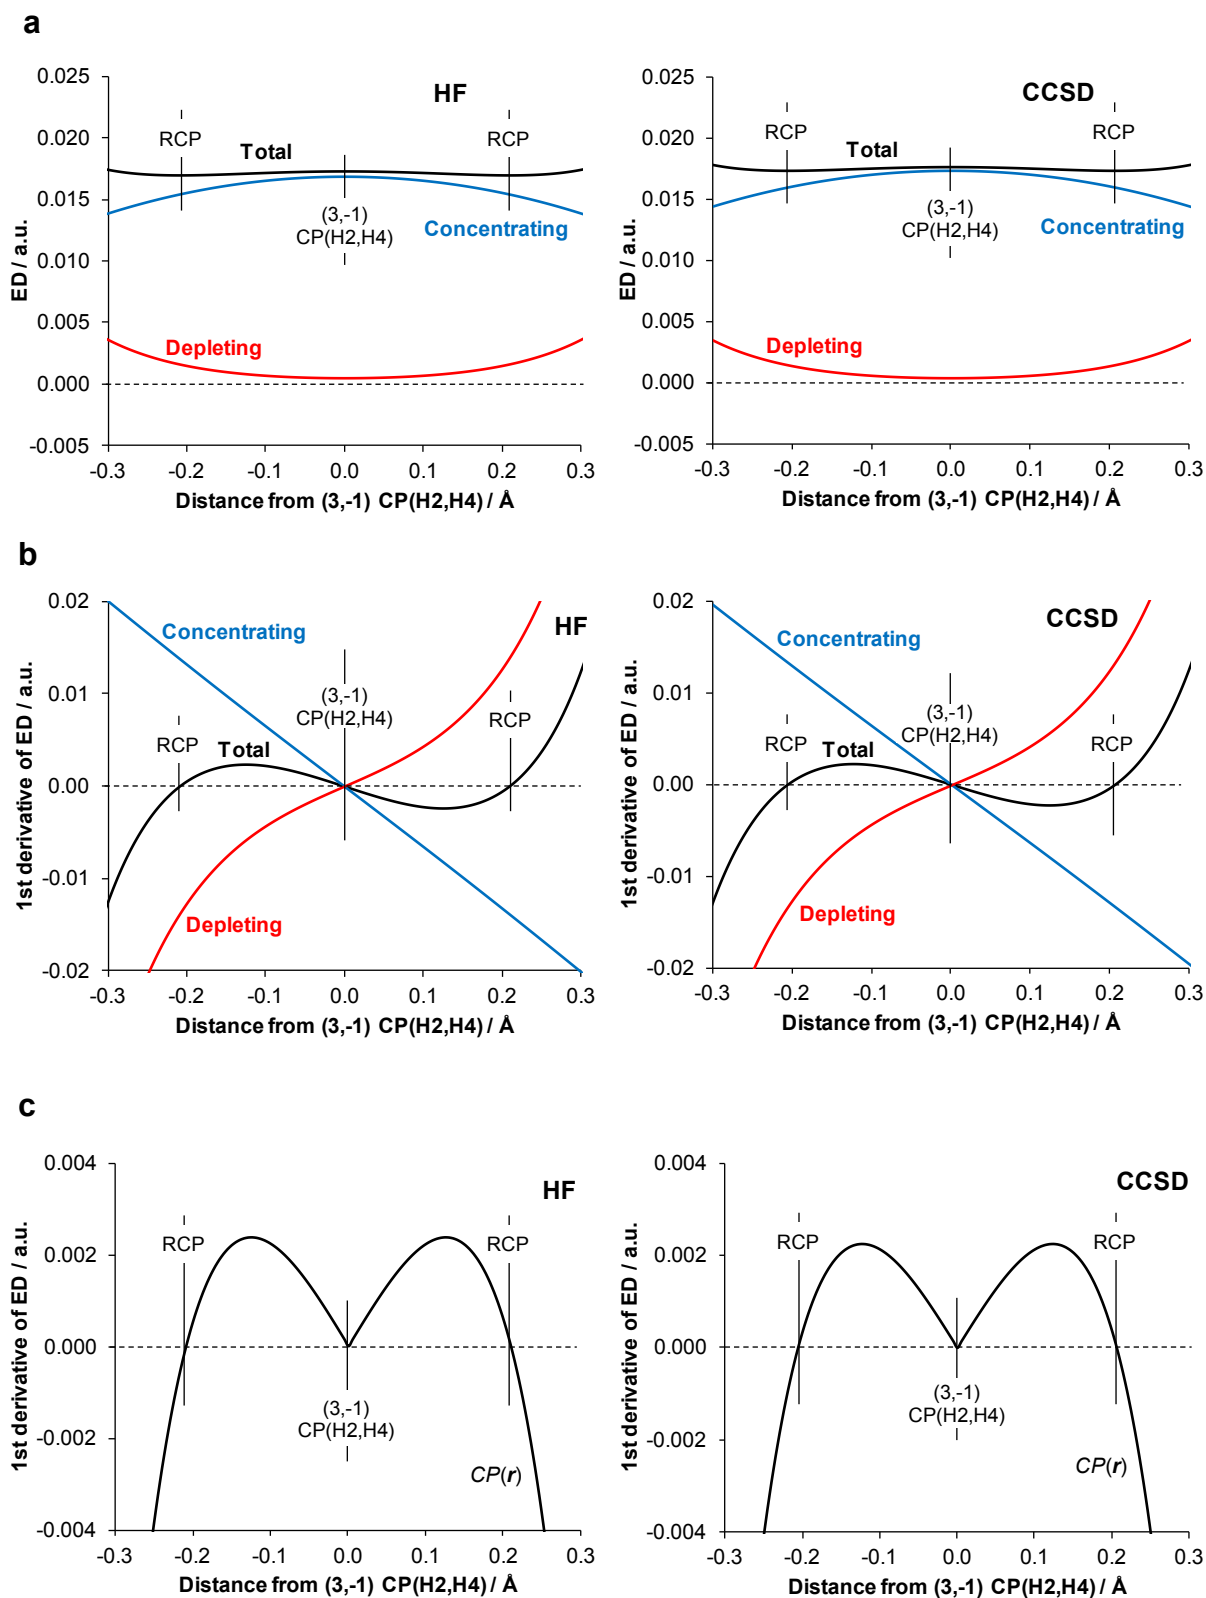 a
HF
CCSD
0.025
0.020
0.015
0.010
0.005
0.000
-0.005
ED / a.u.
RCP
Total
RCP
(3,-1)
CP(H2,H4)
Concentrating
Depleting
-0.3 -0.2 -0.1 0.0 0.1 0.2 0.3
Distance from (3,-1) CP(H2,H4) / Å
0.025
0.020
0.015
0.010
0.005
0.000
-0.005
ED / a.u.
RCP
Total
RCP
(3,-1)
CP(H2,H4)
Concentrating
Depleting
-0.3 -0.2 -0.1 0.0 0.1 0.2 0.3
Distance from (3,-1) CP(H2,H4) / Å
b
HF
0.02
0.01
0.00
-0.01
-0.02
1st derivative of ED / a.u.
Concentrating
(3,-1)
CP(H2,H4)
RCP
Total
RCP
Depleting
-0.3 -0.2 -0.1 0.0 0.1 0.2 0.3
Distance from (3,-1) CP(H2,H4) / Å
CCSD
0.02
0.01
0.00
-0.01
-0.02
1st derivative of ED / a.u.
Concentrating
(3,-1)
CP(H2,H4)
RCP
Total
RCP
Depleting
-0.3 -0.2 -0.1 0.0 0.1 0.2 0.3
Distance from (3,-1) CP(H2,H4) / Å
c
HF
0.004
0.002
0.000
-0.002
-0.004
1st derivative of ED / a.u.
RCP
RCP
(3,-1)
CP(H2,H4)
CP(r)
-0.3 -0.2 -0.1 0.0 0.1 0.2 0.3
Distance from (3,-1) CP(H2,H4) / Å
CCSD
0.004
0.002
0.000
-0.002
-0.004
1st derivative of ED / a.u.
RCP
RCP
(3,-1)
CP(H2,H4)
CP(r)
-0.3 -0.2 -0.1 0.0 0.1 0.2 0.3
Distance from (3,-1) CP(H2,H4) / Å